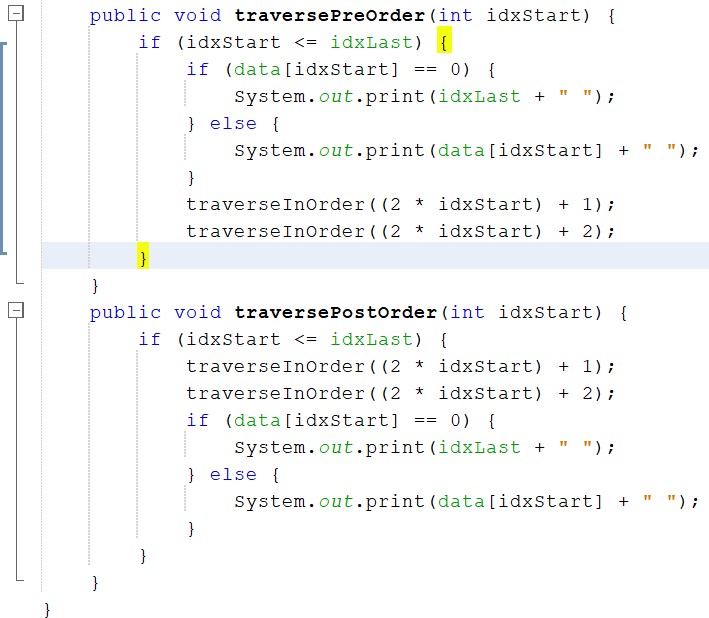 public void traversePreOrder(int idxStart) {
if (idxStart <= idxLast) {
if (data[idxStart] == 0) {
System.out.print(idxLast + " ");
} else {
System.out.print(data[idxStart] + " ");
}
traverseInOrder((2 * idxStart) + 1);
traverseInOrder((2 * idxStart) + 2);
}
}
public void traversePostOrder(int idxStart) {
if (idxStart <= idxLast) {
traverseInOrder((2 * idxStart) + 1);
traverseInOrder((2 * idxStart) + 2);
if (data[idxStart] == 0) {
System.out.print(idxLast + " ");
} else {
System.out.print(data[idxStart] + " ");
}
}
}
}